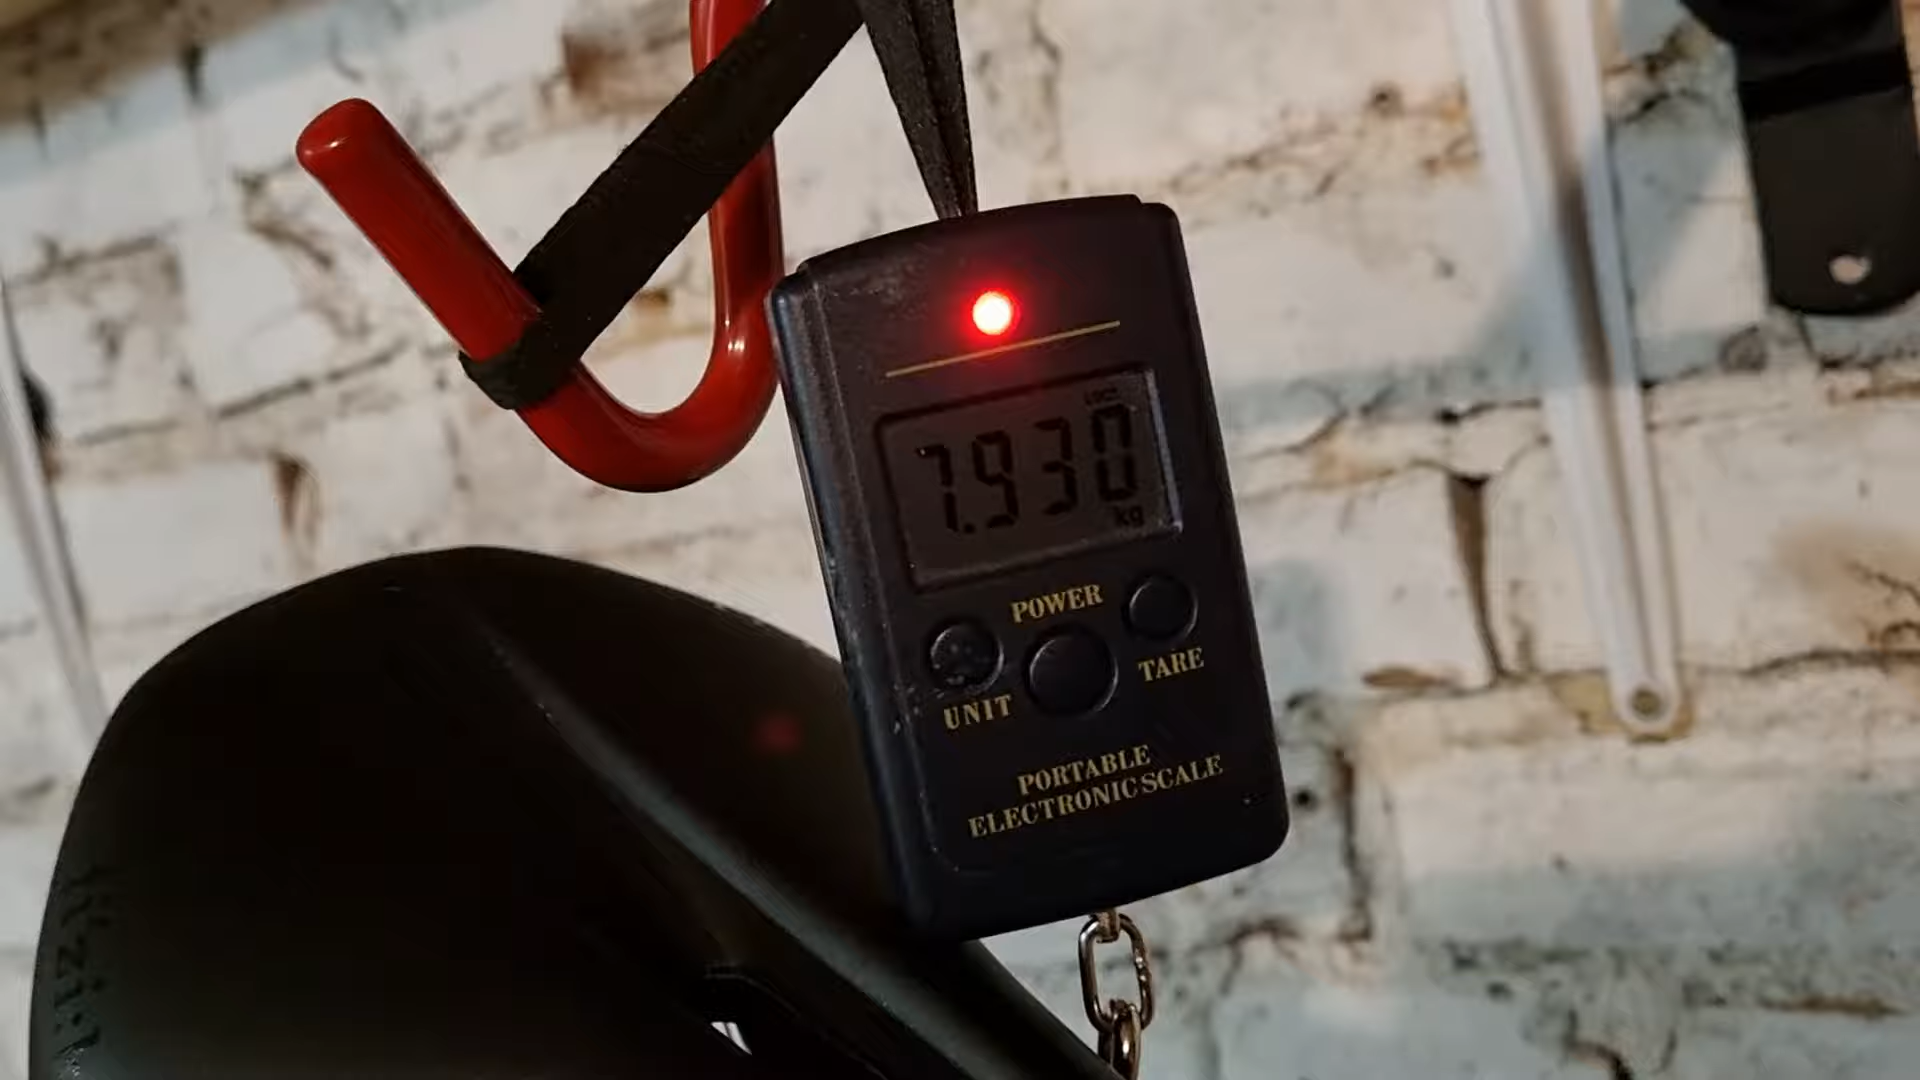 7.930
kg
POWER
TARE
UNIT
PORTABLE
ELECTRONIC SCALE